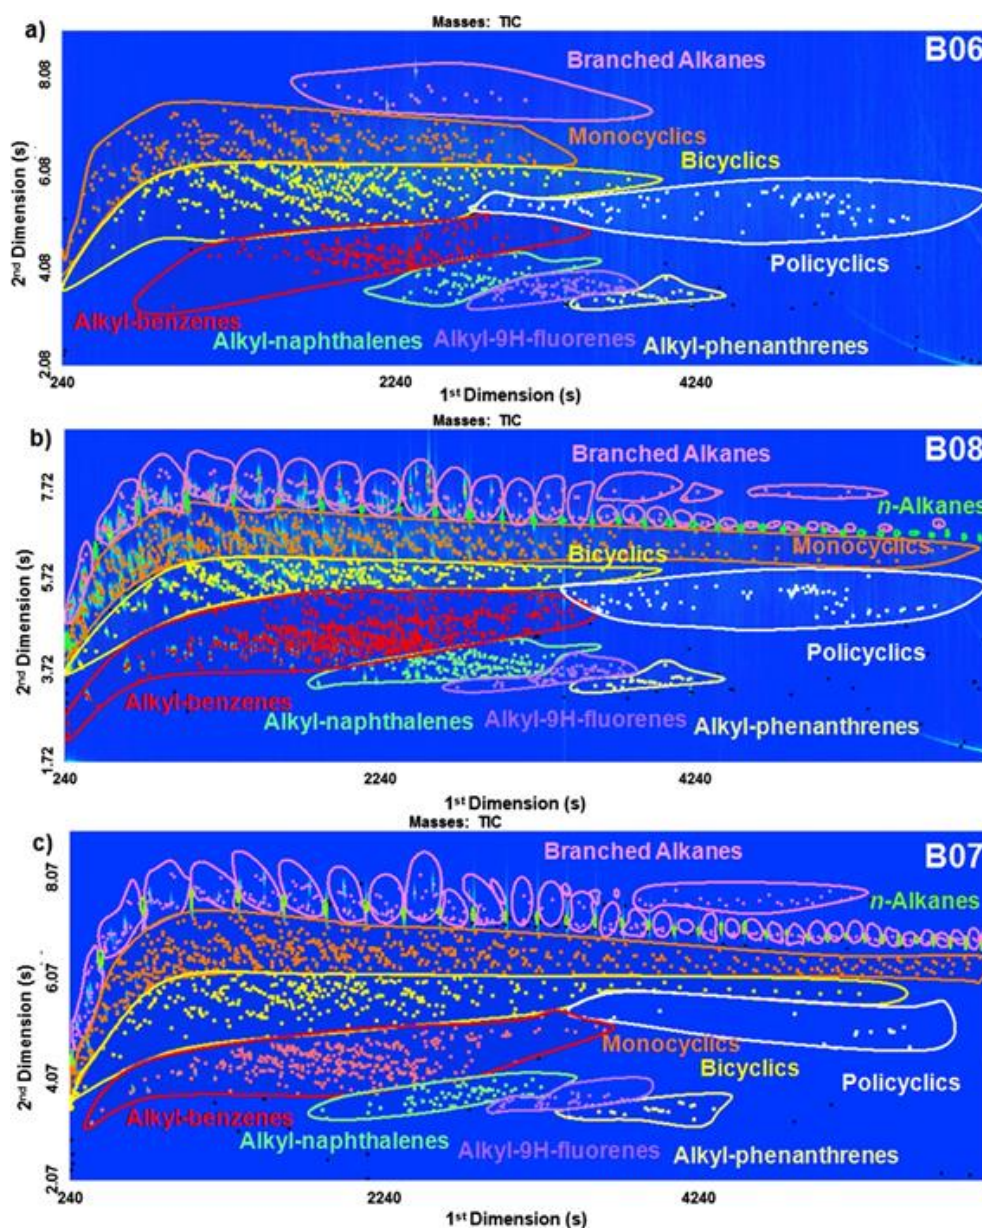 Masses: TIC
a)
B06
Branched Alkanes
Monocyclics
Bicyclics
Policyclics
Alkyl-benzenes
Alkyl-naphthalenes
Alkyl-9H-fluorenes
Alkyl-phenanthrenes
2nd Dimension (s)
8.08
6.08
4.08
2.08
240
2240
4240
1st Dimension (s)
Masses: TIC
b)
B08
Branched Alkanes
n-Alkanes
Monocyclics
Bicyclics
Policyclics
Alkyl-benzenes
Alkyl-naphthalenes
Alkyl-9H-fluorenes
Alkyl-phenanthrenes
2nd Dimension (s)
7.72
5.72
3.72
1.72
240
2240
4240
1st Dimension (s)
Masses: TIC
c)
B07
Branched Alkanes
n-Alkanes
Monocyclics
Bicyclics
Policyclics
Alkyl-benzenes
Alkyl-naphthalenes
Alkyl-9H-fluorenes
Alkyl-phenanthrenes
2nd Dimension (s)
8.07
6.07
4.07
2.07
240
2240
4240
1st Dimension (s)